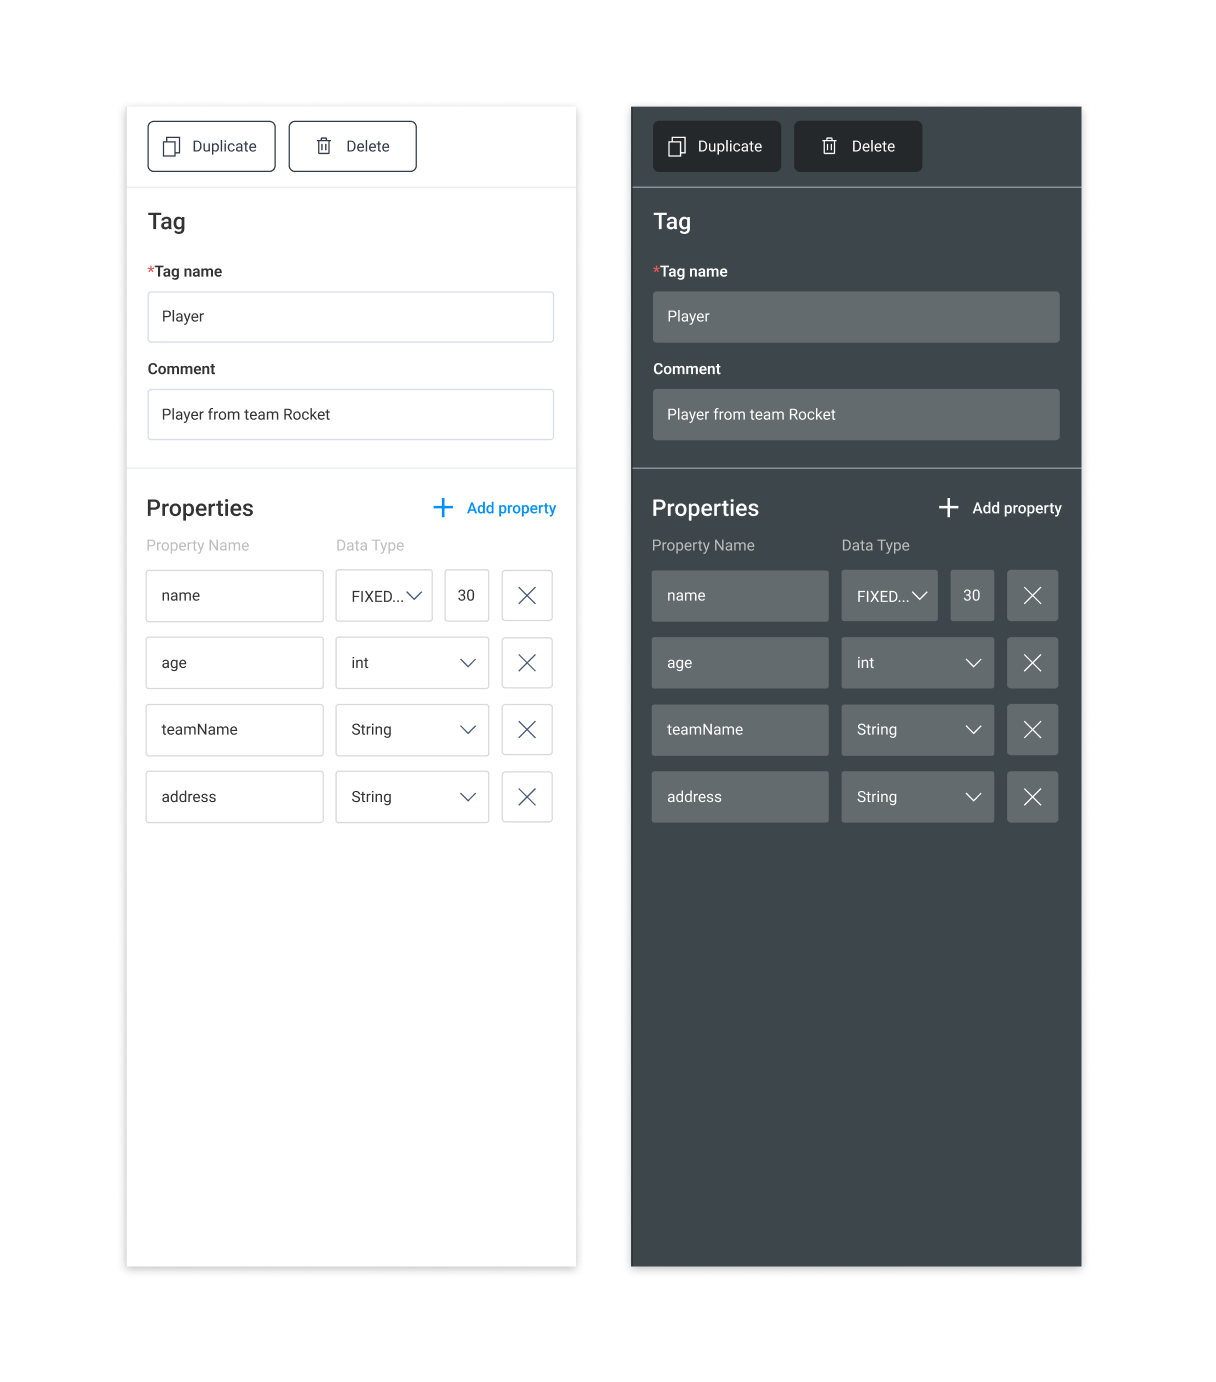 Duplicate
Delete
Tag
*Tag name
Player
Comment
Player from team Rocket
Properties
Add property
Property Name Data Type
name FIXED... 30
age int
teamName String
address String
Duplicate
Delete
Tag
*Tag name
Player
Comment
Player from team Rocket
Properties
Add property
Property Name Data Type
name FIXED... 30
age int
teamName String
address String